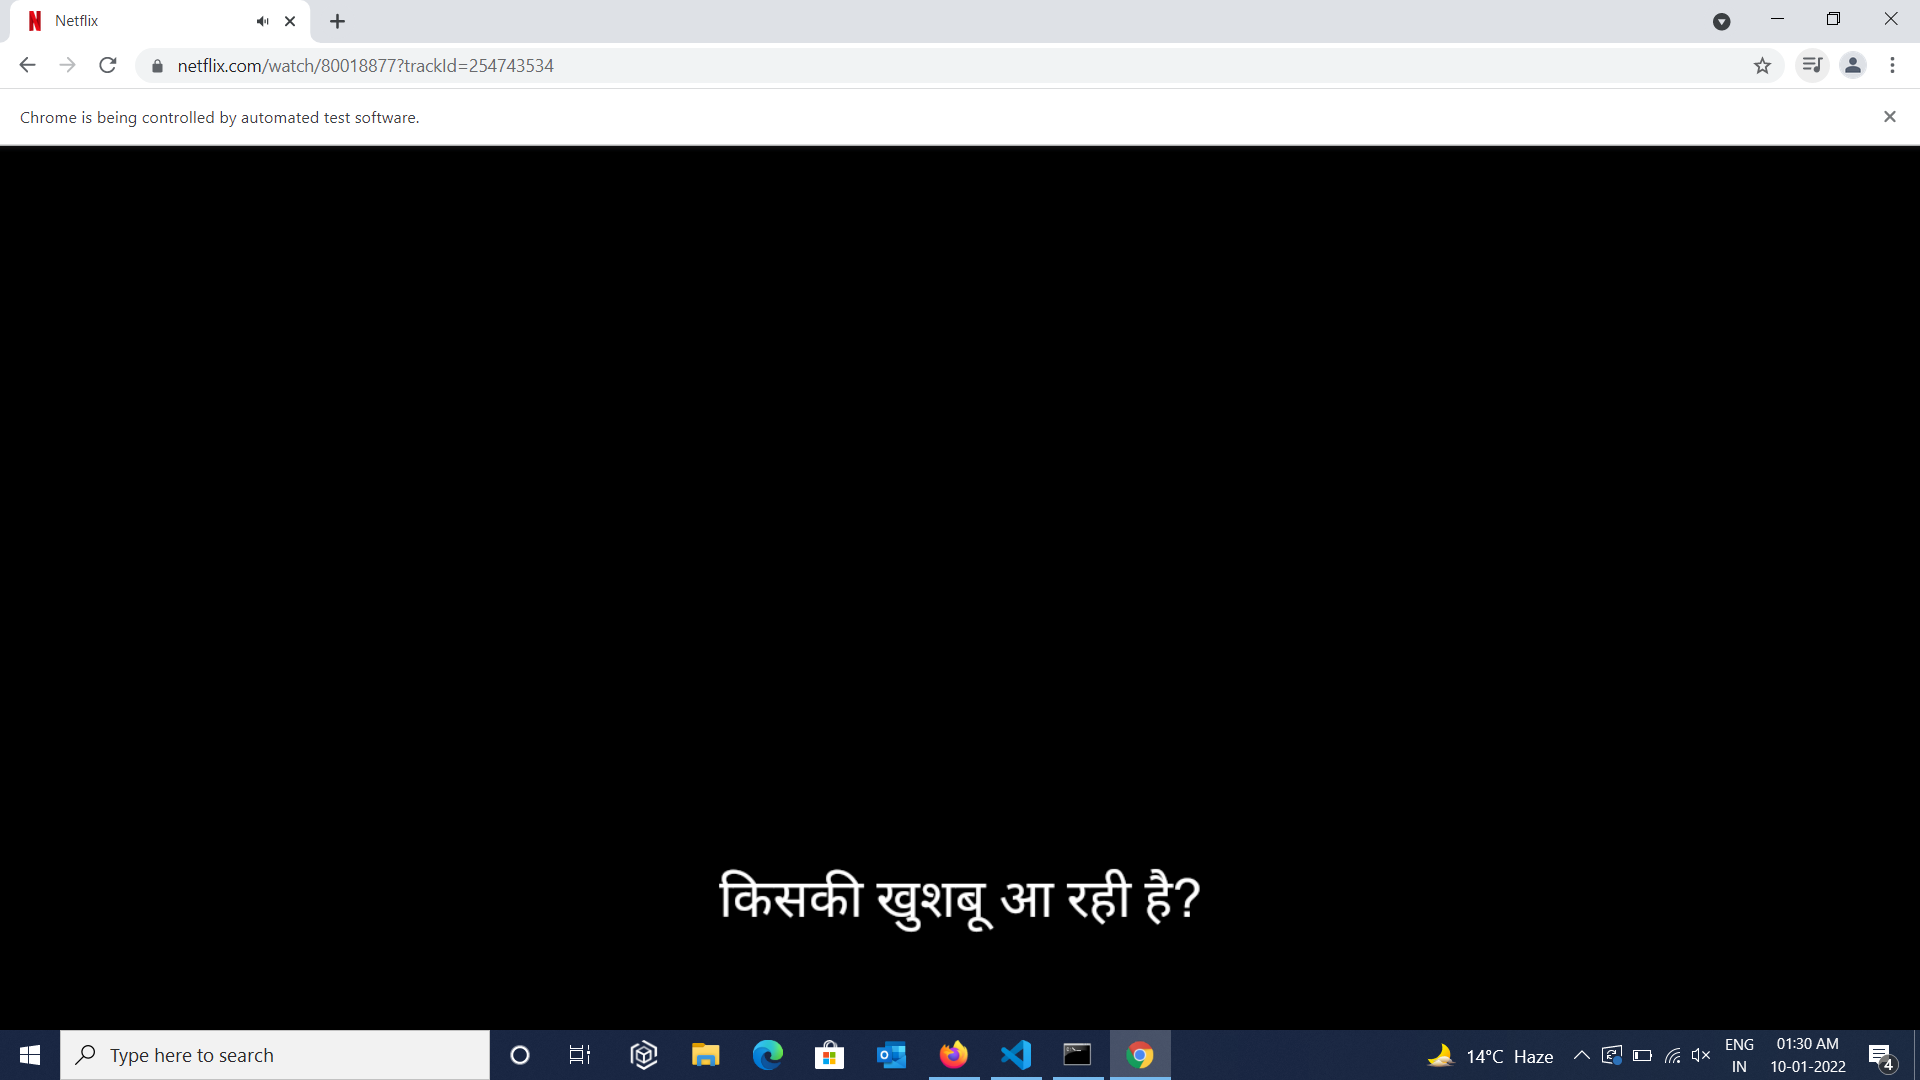 Netflix
netflix.com/watch/80018877?trackId=254743534
Chrome is being controlled by automated test software.
किसकी खुशबू आ रही है?
Type here to search
14°C Haze
ENG
IN
01:30 AM
10-01-2022
4